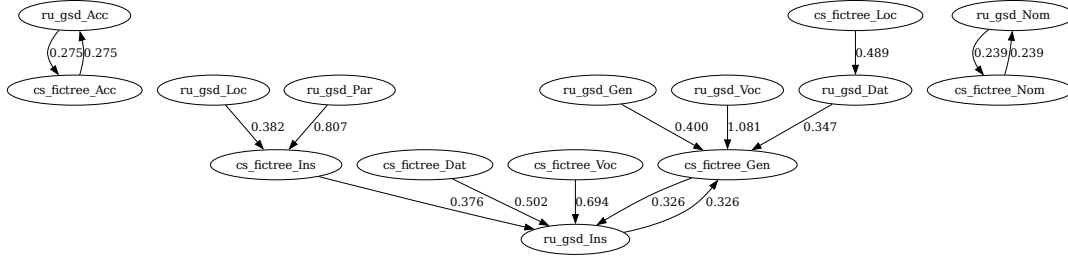 ru_gsd_Acc
cs_fictree_Loc
ru_gsd_Nom
0.275
0.275
0.489
0.239
0.239
cs_fictree_Acc
ru_gsd_Loc
ru_gsd_Par
ru_gsd_Gen
ru_gsd_Voc
ru_gsd_Dat
cs_fictree_Nom
0.382
0.807
0.400
1.081
0.347
cs_fictree_Ins
cs_fictree_Dat
cs_fictree_Voc
cs_fictree_Gen
0.376
0.502
0.694
0.326
0.326
ru_gsd_Ins